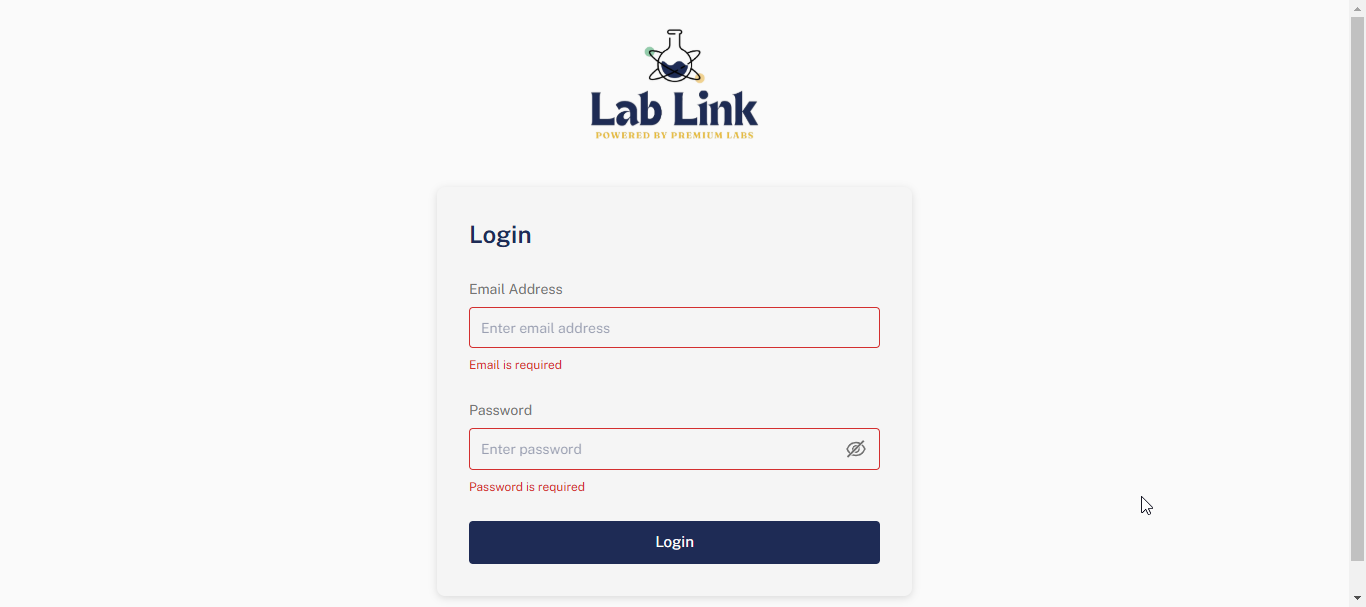 Lab Link
POWERED BY PREMIUM LABS
Login
Email Address
Enter email address
Email is required
Password
Enter password
Password is required
Login